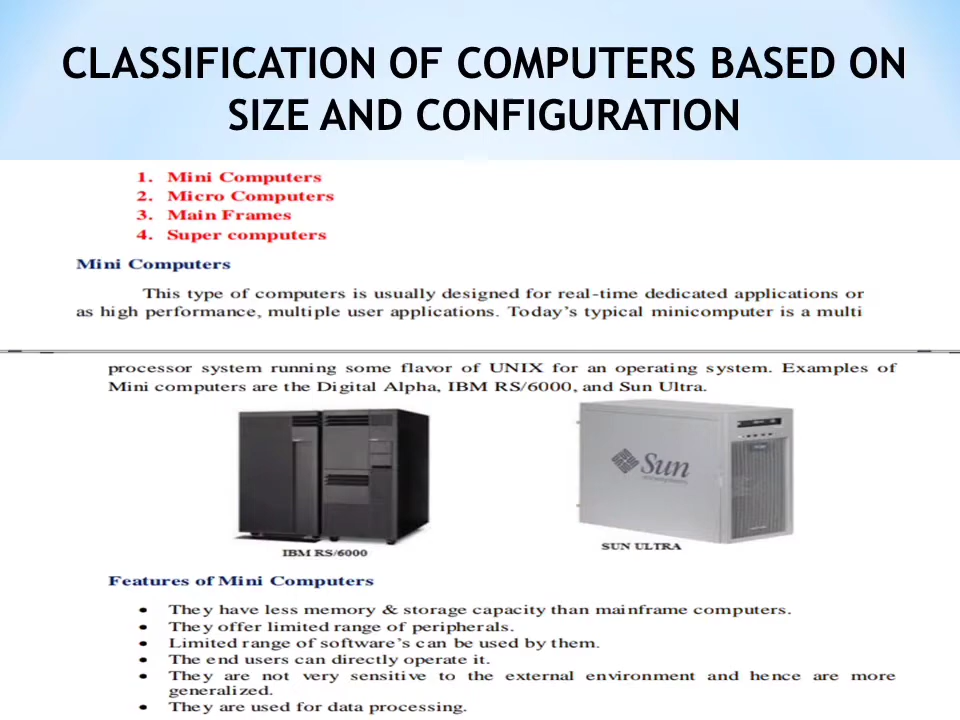 CLASSIFICATION OF COMPUTERS BASED ON
SIZE AND CONFIGURATION
1. Mini Computers
2. Micro Computers
3. Main Frames
4. Super computers
Mini Computers
This type of computers is usually designed for real-time dedicated applications or
as high performance, multiple user applications. Today's typical minicomputer is a multi
processor system running some flavor of UNIX for an operating system. Examples of
Mini computers are the Digital Alpha, IBM RS/6000, and Sun Ultra.
Sun
IBM RS/6000
SUN ULTRA
Features of Mini Computers
• They have less memory & storage capacity than mainframe computers.
• They offer limited range of peripherals.
• Limited range of software's can be used by them.
• The end users can directly operate it.
• They are not very sensitive to the external environment and hence are more
generalized.
• They are used for data processing.